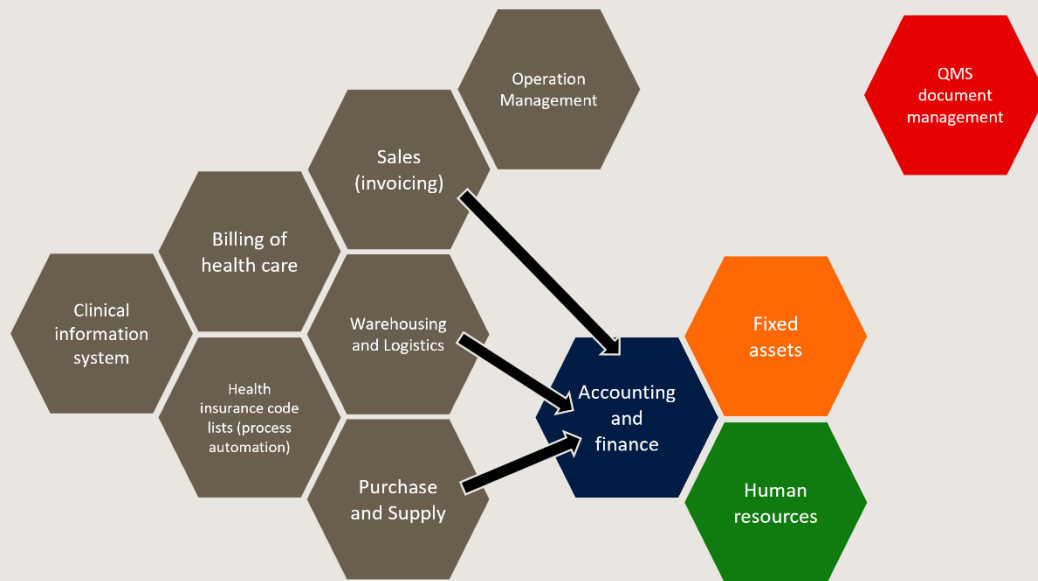 Operation
Management
QMS
document
management
Sales
(invoicing)
Billing of
health care
Clinical
information
system
Warehousing
and Logistics
Fixed
assets
Health
insurance code
lists (process
automation)
Accounting
and
finance
Purchase
and Supply
Human
resources